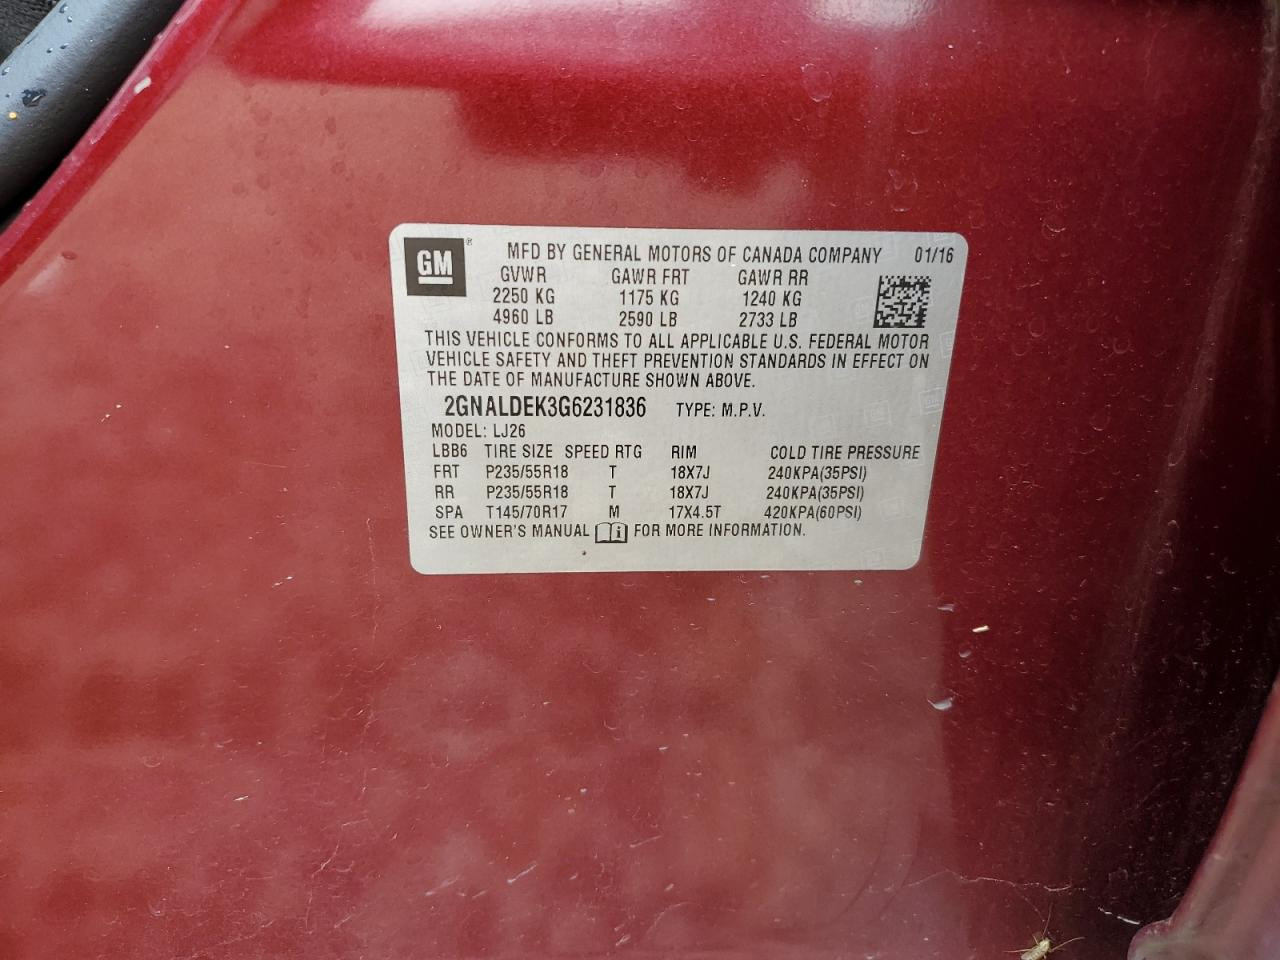 GM ® MFD BY GENERAL MOTORS OF CANADA COMPANY 01/16
GVWR GAWR FRT GAWR RR
2250 KG 1175 KG 1240 KG
4960 LB 2590 LB 2733 LB
THIS VEHICLE CONFORMS TO ALL APPLICABLE U.S. FEDERAL MOTOR
VEHICLE SAFETY AND THEFT PREVENTION STANDARDS IN EFFECT ON
THE DATE OF MANUFACTURE SHOWN ABOVE.
2GNALDEK3G6231836 TYPE: M.P.V.
MODEL: LJ26
LBB6 TIRE SIZE SPEED RTG RIM COLD TIRE PRESSURE
FRT P235/55R18 T 18X7J 240KPA(35PSI)
RR P235/55R18 T 18X7J 240KPA(35PSI)
SPA T145/70R17 M 17X4.5T 420KPA(60PSI)
SEE OWNER'S MANUAL i FOR MORE INFORMATION.